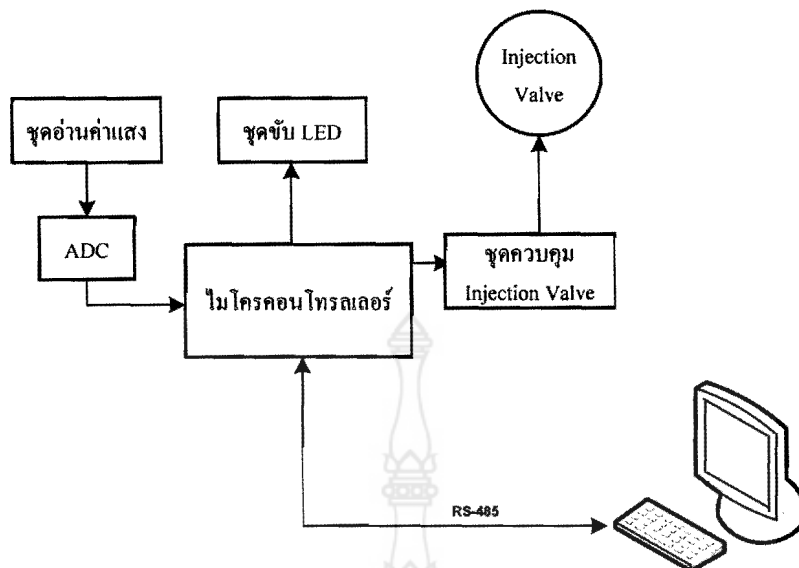 Injection
Valve
ชุดอ่านค่าแสง
ชุดขับ LED
ADC
ไมโครคอนโทรลเลอร์
ชุดควบคุม
Injection Valve
RS-485